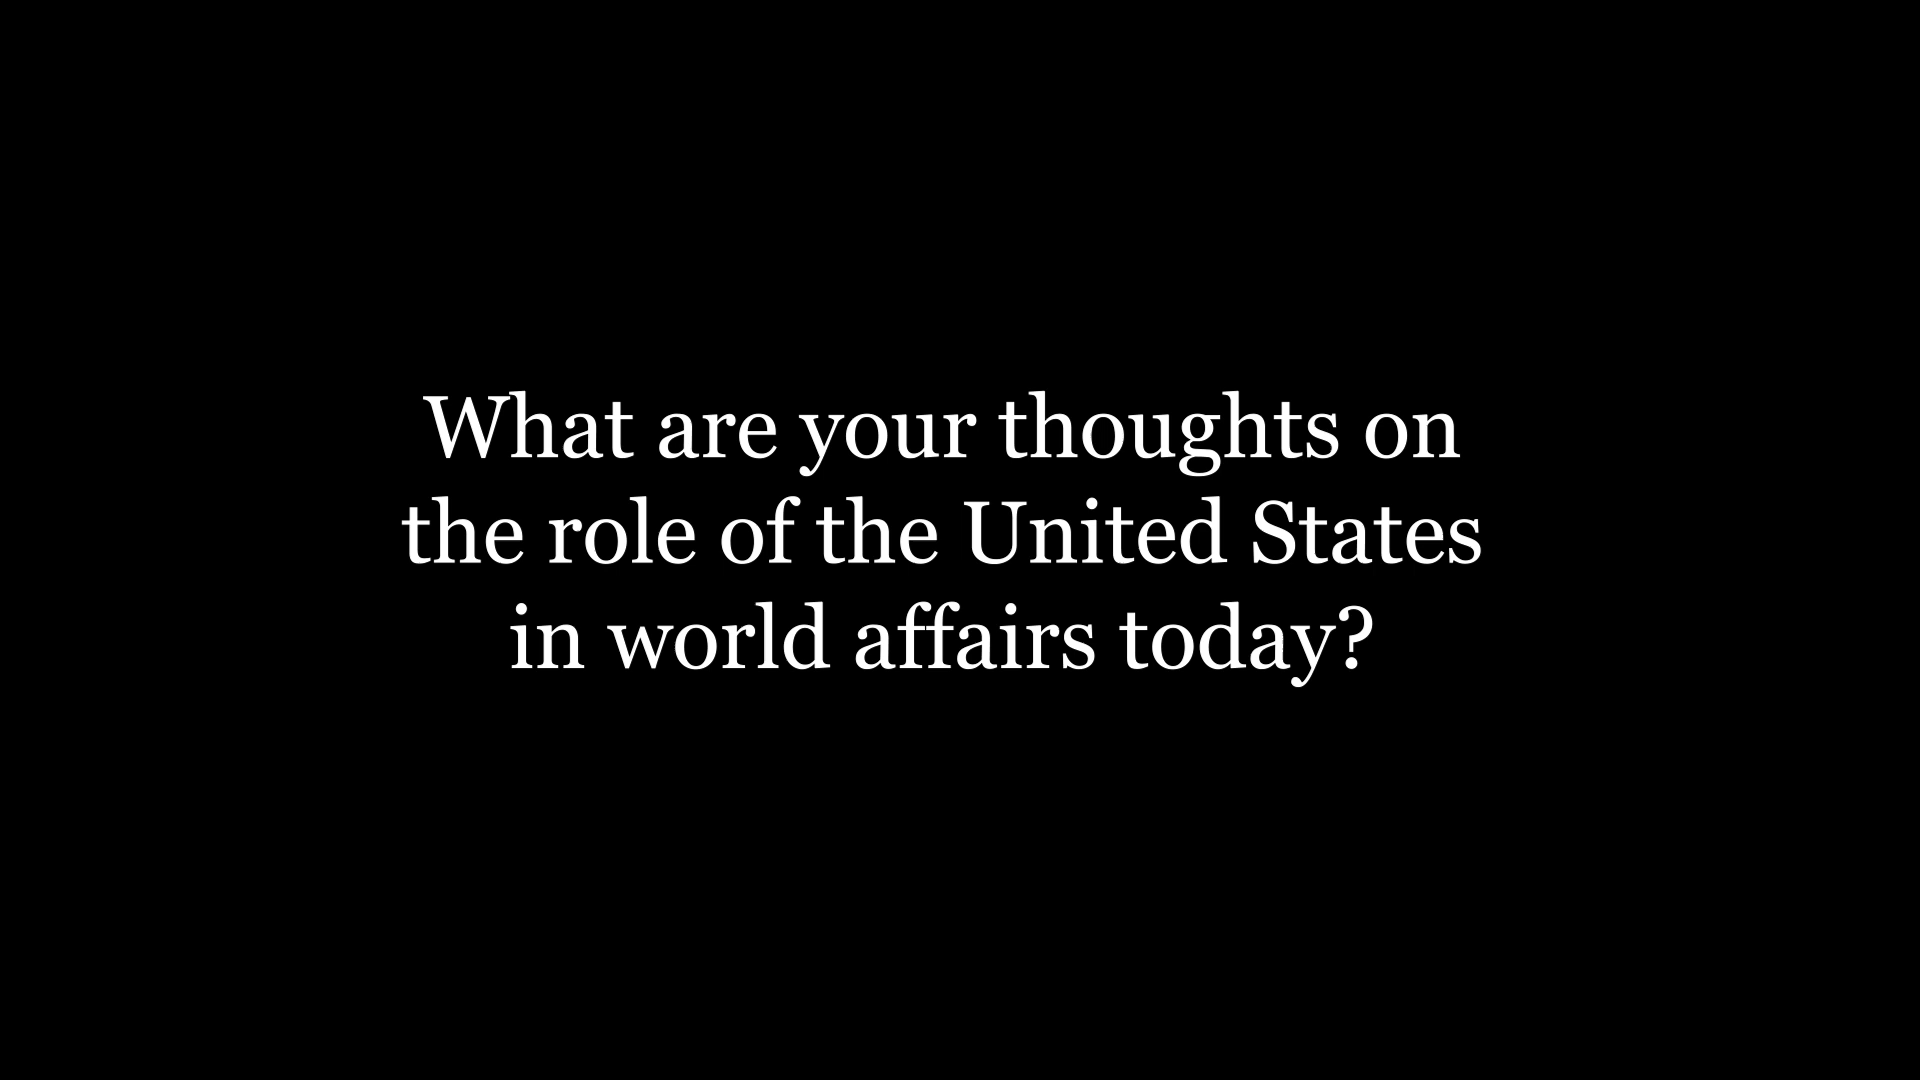 What are your thoughts on
the role of the United States
in world affairs today?